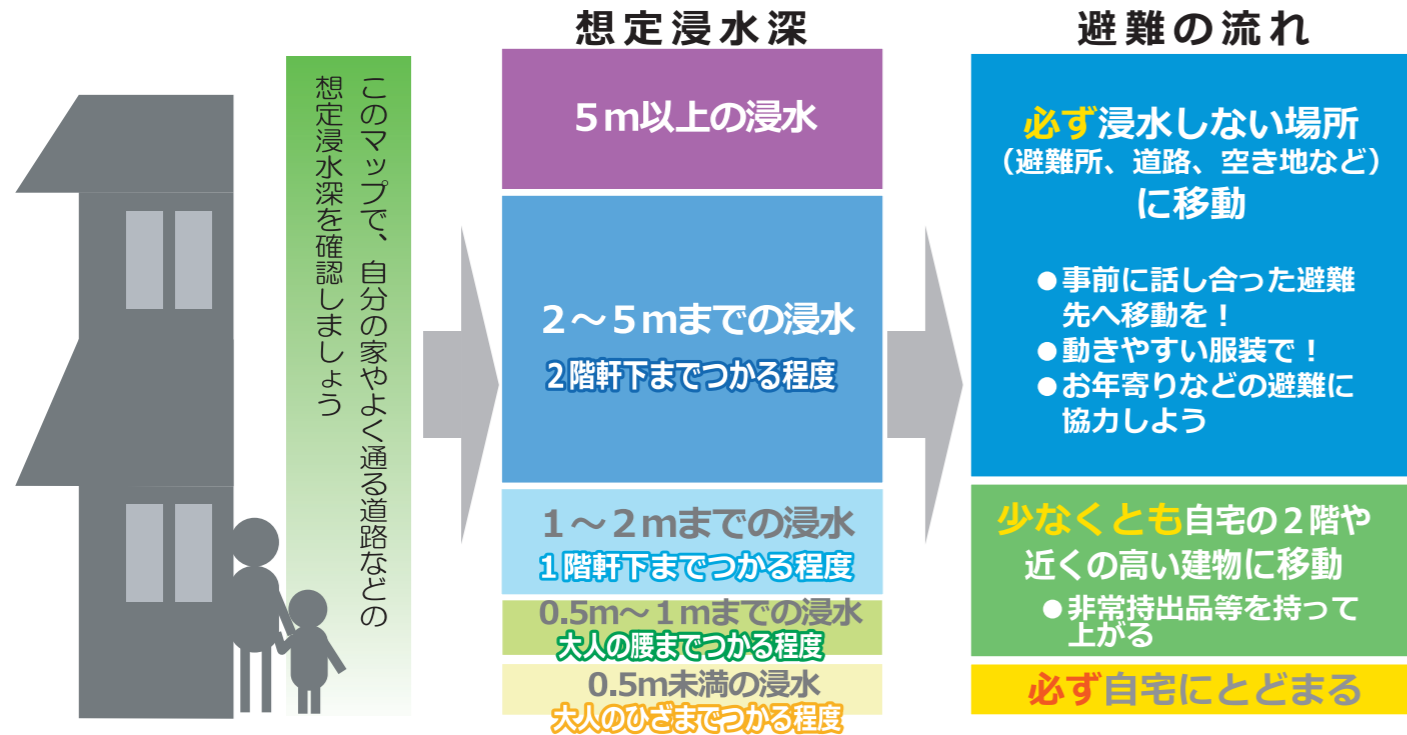 このマップで、自分の家やよく通る道路などの
想定浸水深を確認しましょう
想定浸水深
5m以上の浸水
2～5mまでの浸水
2階軒下までつかる程度
1～2mまでの浸水
1階軒下までつかる程度
0.5m～1mまでの浸水
大人の腰までつかる程度
0.5m未満の浸水
大人のひざまでつかる程度
避難の流れ
必ず浸水しない場所
（避難所、道路、空き地など）
に移動
●事前に話し合った避難
先へ移動を！
●動きやすい服装で！
●お年寄りなどの避難に
協力しよう
少なくとも自宅の２階や
近くの高い建物に移動
●非常持出品等を持って
上がる
必ず自宅にとどまる